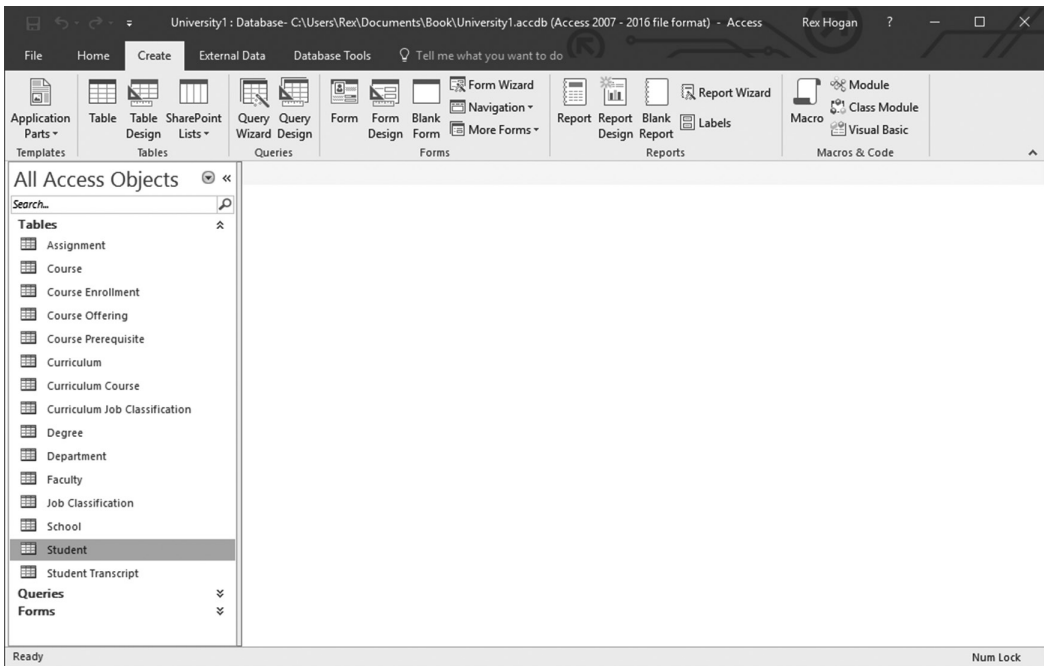 University1 : Database- C:\Users\Rex\Documents\Book\University1.accdb (Access 2007 - 2016 file format) - Access Rex Hogan ?
File Home Create External Data Database Tools Tell me what you want to do
Application Parts
Table
Table Design
SharePoint Lists
Query Wizard
Query Design
Form
Form Design
Blank Form
Form Wizard
Navigation
More Forms
Report
Report Design
Blank Report
Report Wizard
Labels
Macro
Module
Class Module
Visual Basic
Templates Tables Queries Forms Reports Macros & Code
All Access Objects
Search...
Tables
Assignment
Course
Course Enrollment
Course Offering
Course Prerequisite
Curriculum
Curriculum Course
Curriculum Job Classification
Degree
Department
Faculty
Job Classification
School
Student
Student Transcript
Queries
Forms
Ready Num Lock